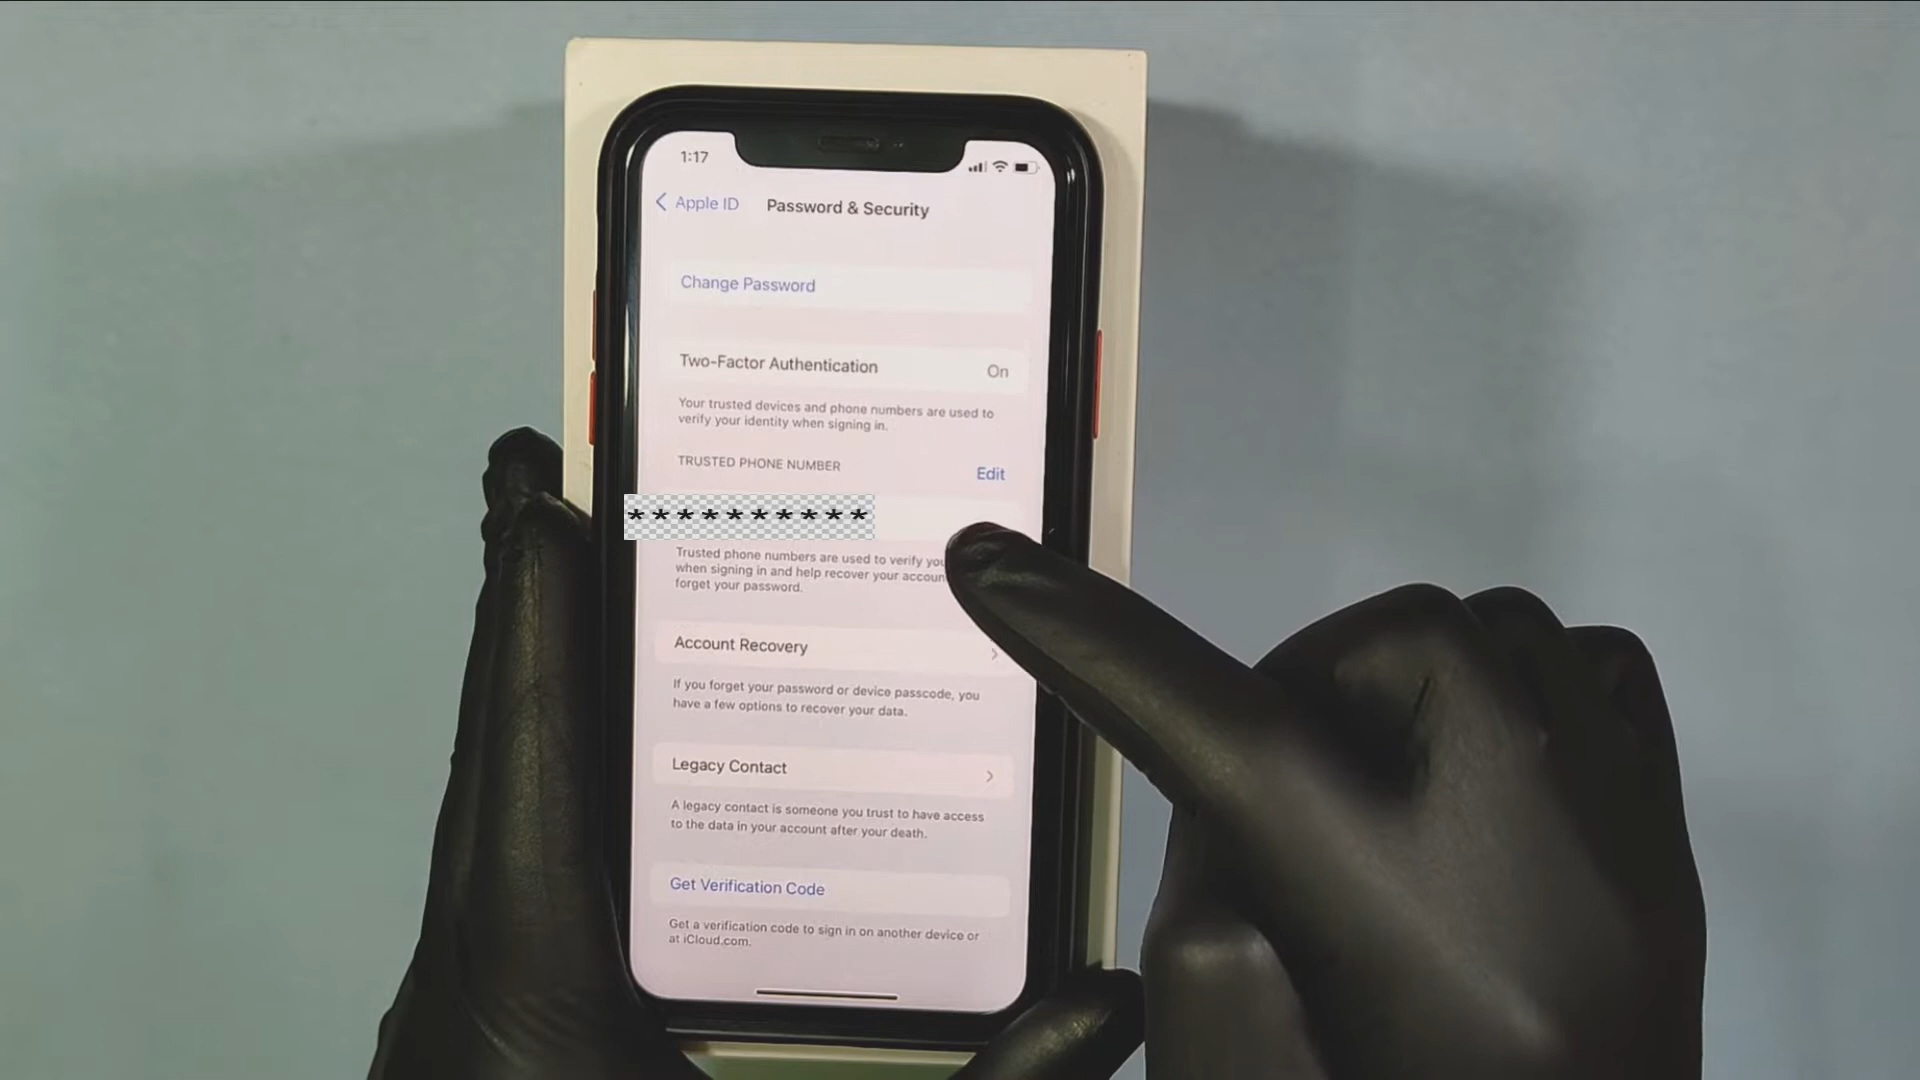 1:17
Apple ID
Password & Security
Change Password
Two-Factor Authentication
On
Your trusted devices and phone numbers are used to
verify your identity when signing in.
TRUSTED PHONE NUMBER
Edit
**********
Trusted phone numbers are used to verify
when signing in and help recover your
forget your password.
Account Recovery
If you forget your password or device passcode, you
have a few options to recover your data.
Legacy Contact
A legacy contact is someone you trust to have access
to the data in your account after your death.
Get Verification Code
Get a verification code to sign in on another device or
at iCloud.com.